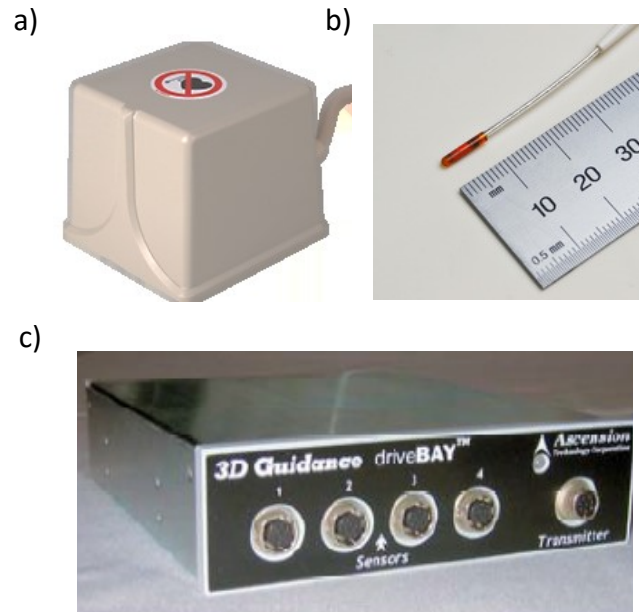 a)
b)
mm
10
20
30
0.5 mm
c)
3D Guidance driveBAY™
Ascension
Technology Corporation
1
2
3
4
Sensors
Transmitter